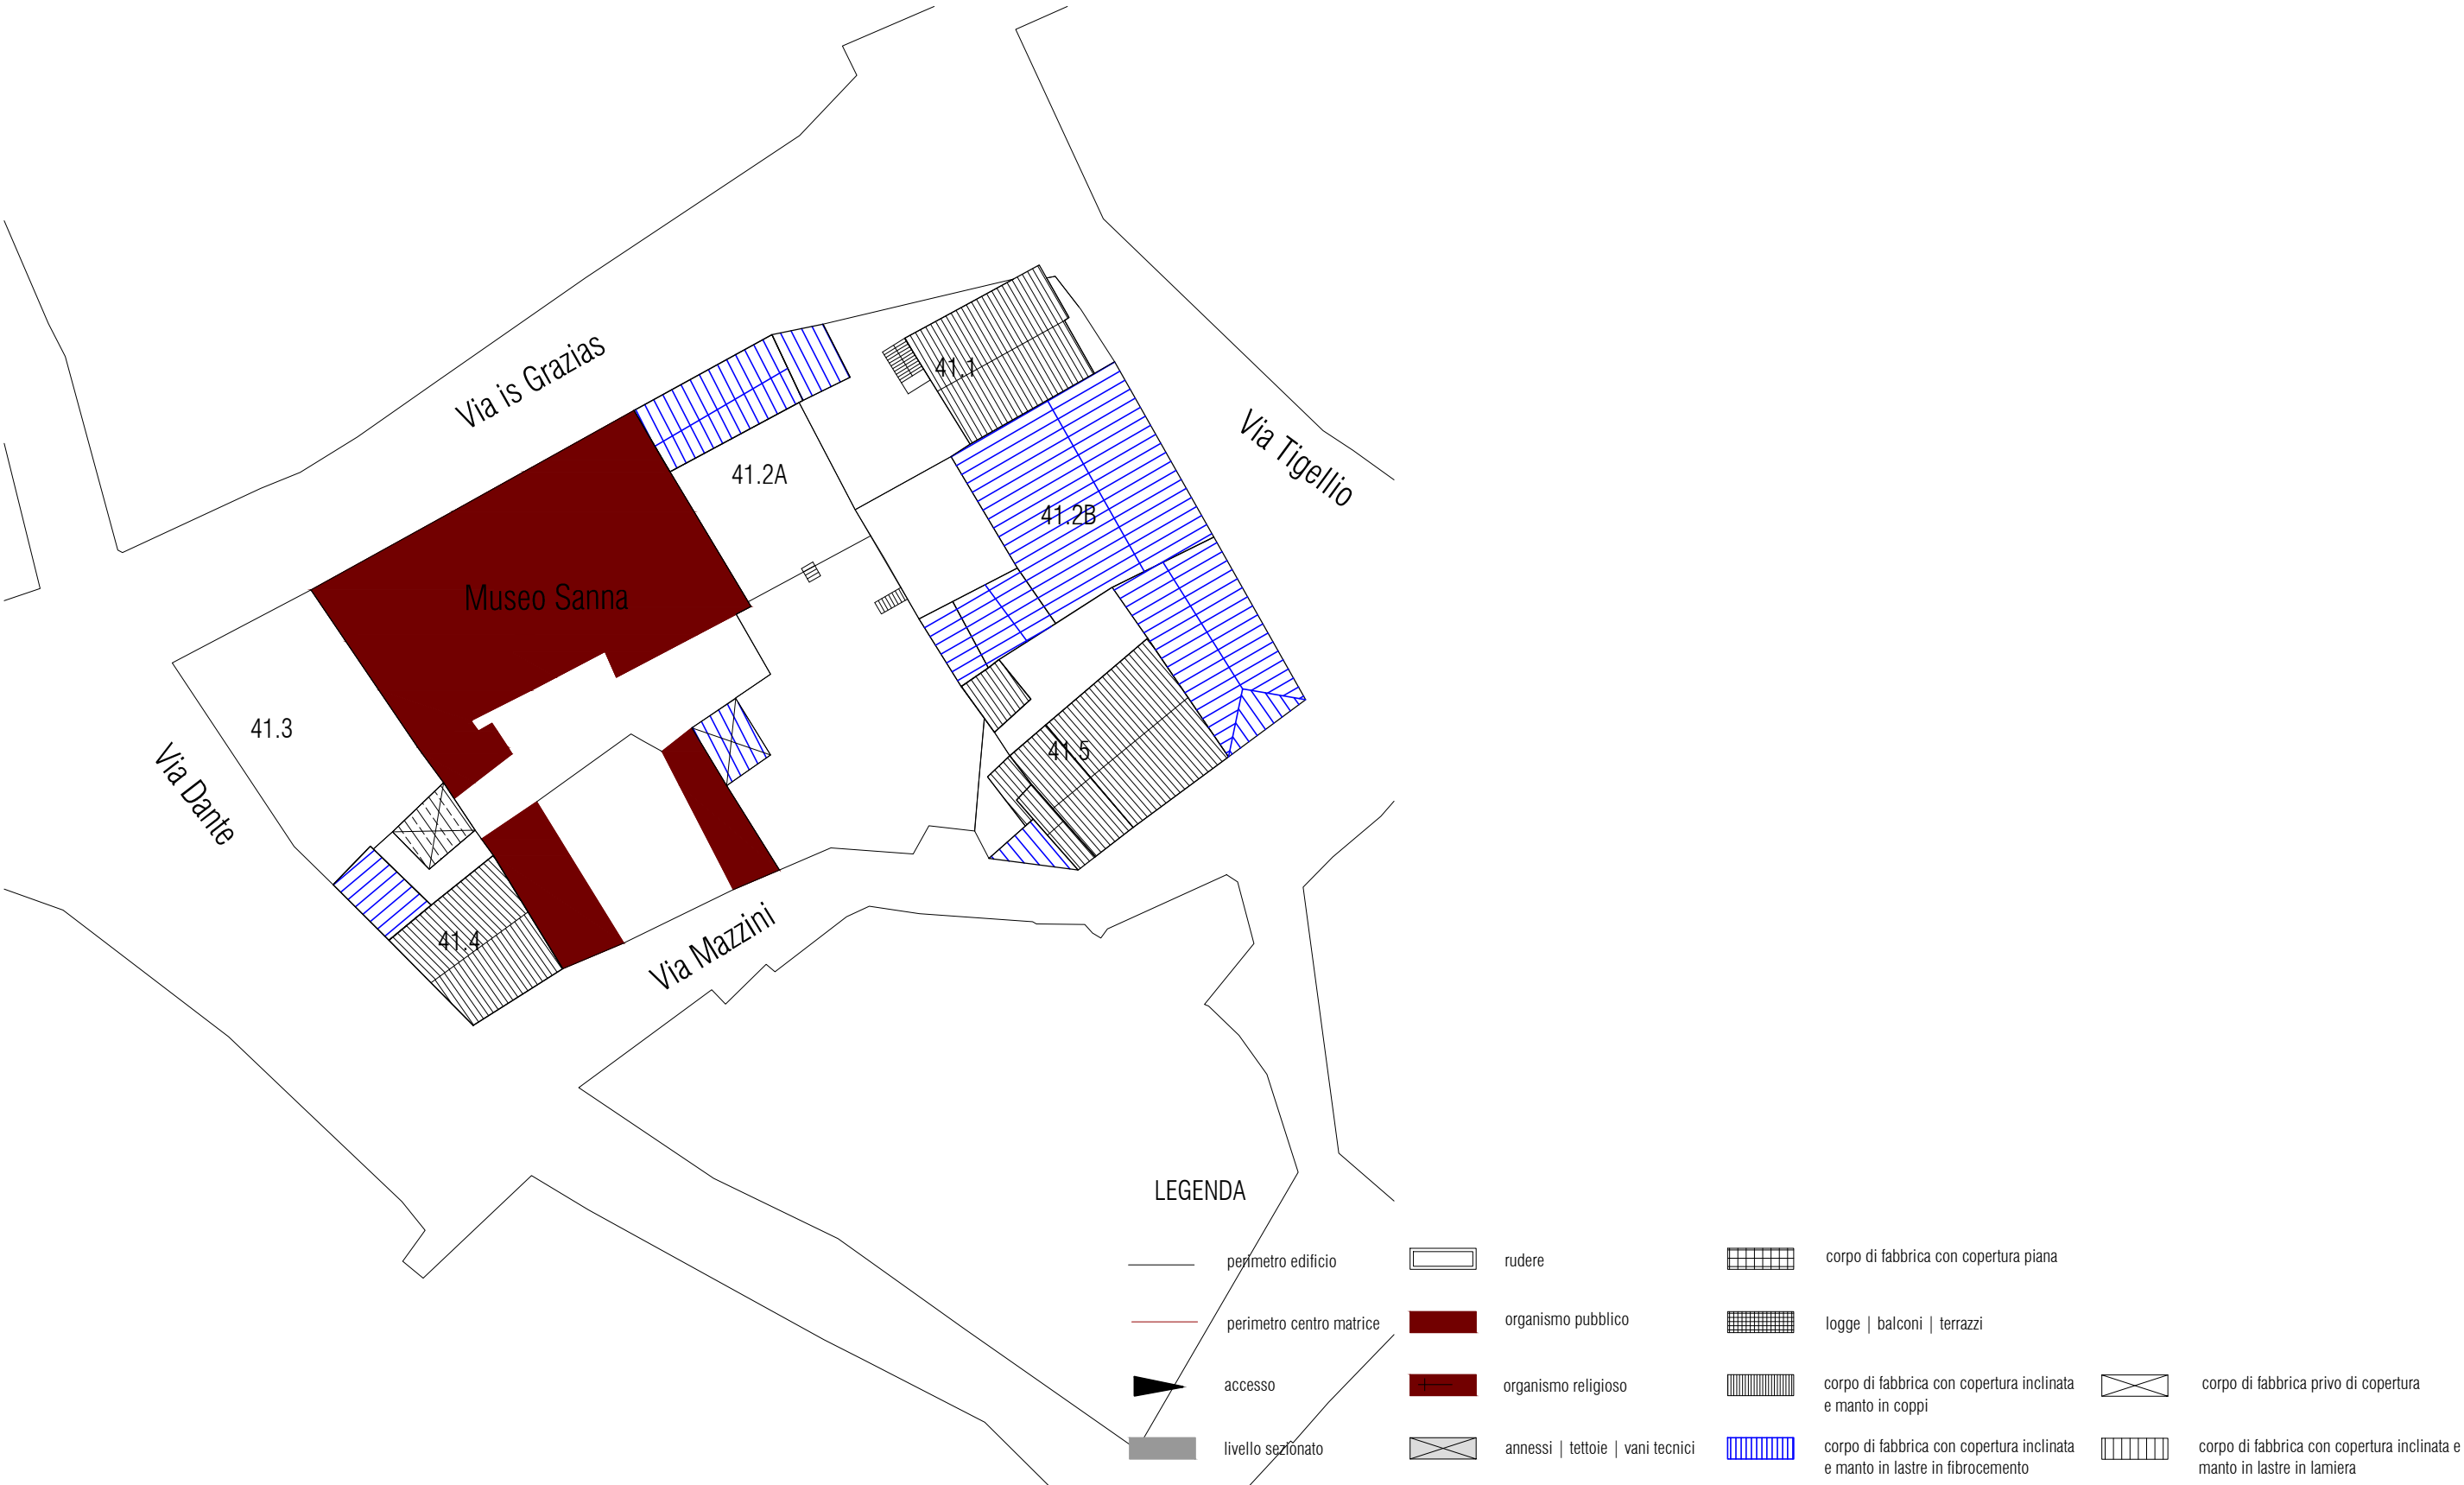 Via is Grazias
41.1
Via Tigellio
41.2A
41.2B
Museo Sanna
41.3
Via Dante
41.5
41.4
Via Mazzini
LEGENDA
perimetro edificio
perimetro centro matrice
accesso
livello sezionato
rudere
organismo pubblico
organismo religioso
annessi | tettoie | vani tecnici
corpo di fabbrica con copertura piana
logge | balconi | terrazzi
corpo di fabbrica con copertura inclinata
e manto in coppi
corpo di fabbrica con copertura inclinata
e manto in lastre in fibrocemento
corpo di fabbrica privo di copertura
corpo di fabbrica con copertura inclinata e
manto in lastre in lamiera